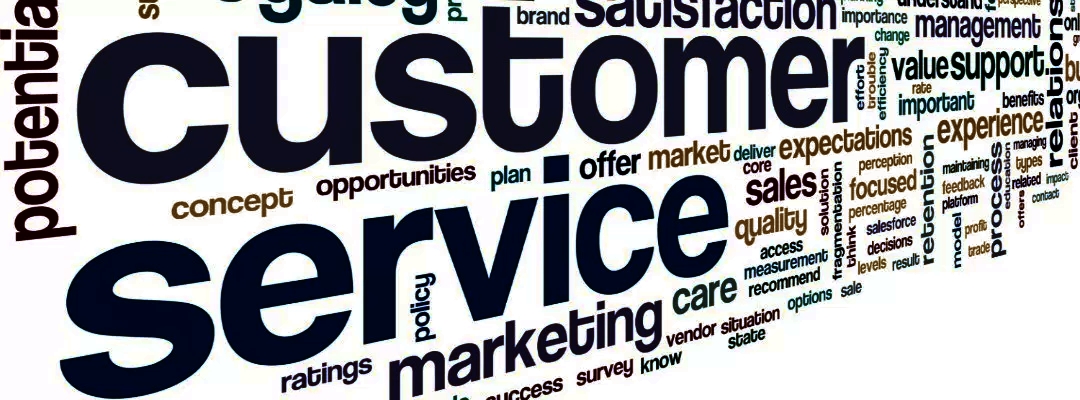 potential
brand
satisfaction
customer
importance
change
management
effort
trouble
efficiency
value
support
rate
important
benefits
relations
concept
opportunities
plan
offer
market
deliver
expectations
experience
core
sales
solution
fragmentation
think
perception
focused
percentage
salesforce
decisions
levels
result
retention
maintaining
feedback
platform
model
profit
trade
process
education
managing
types
related
offers
impact
contact
client
service
policy
quality
access
measurement
recommend
care
options
sale
marketing
ratings
vendor
situation
state
success
survey
know